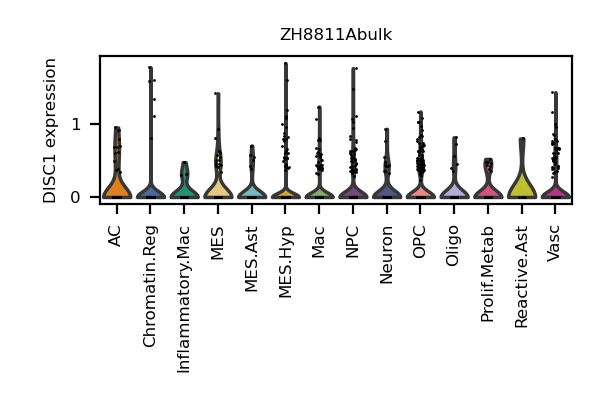 ZH8811Abulk
DISC1 expression
1
0
AC
Chromatin.Reg
Inflammatory.Mac
MES
MES.Ast
MES.Hyp
Mac
NPC
Neuron
OPC
Oligo
Prolif.Metab
Reactive.Ast
Vasc